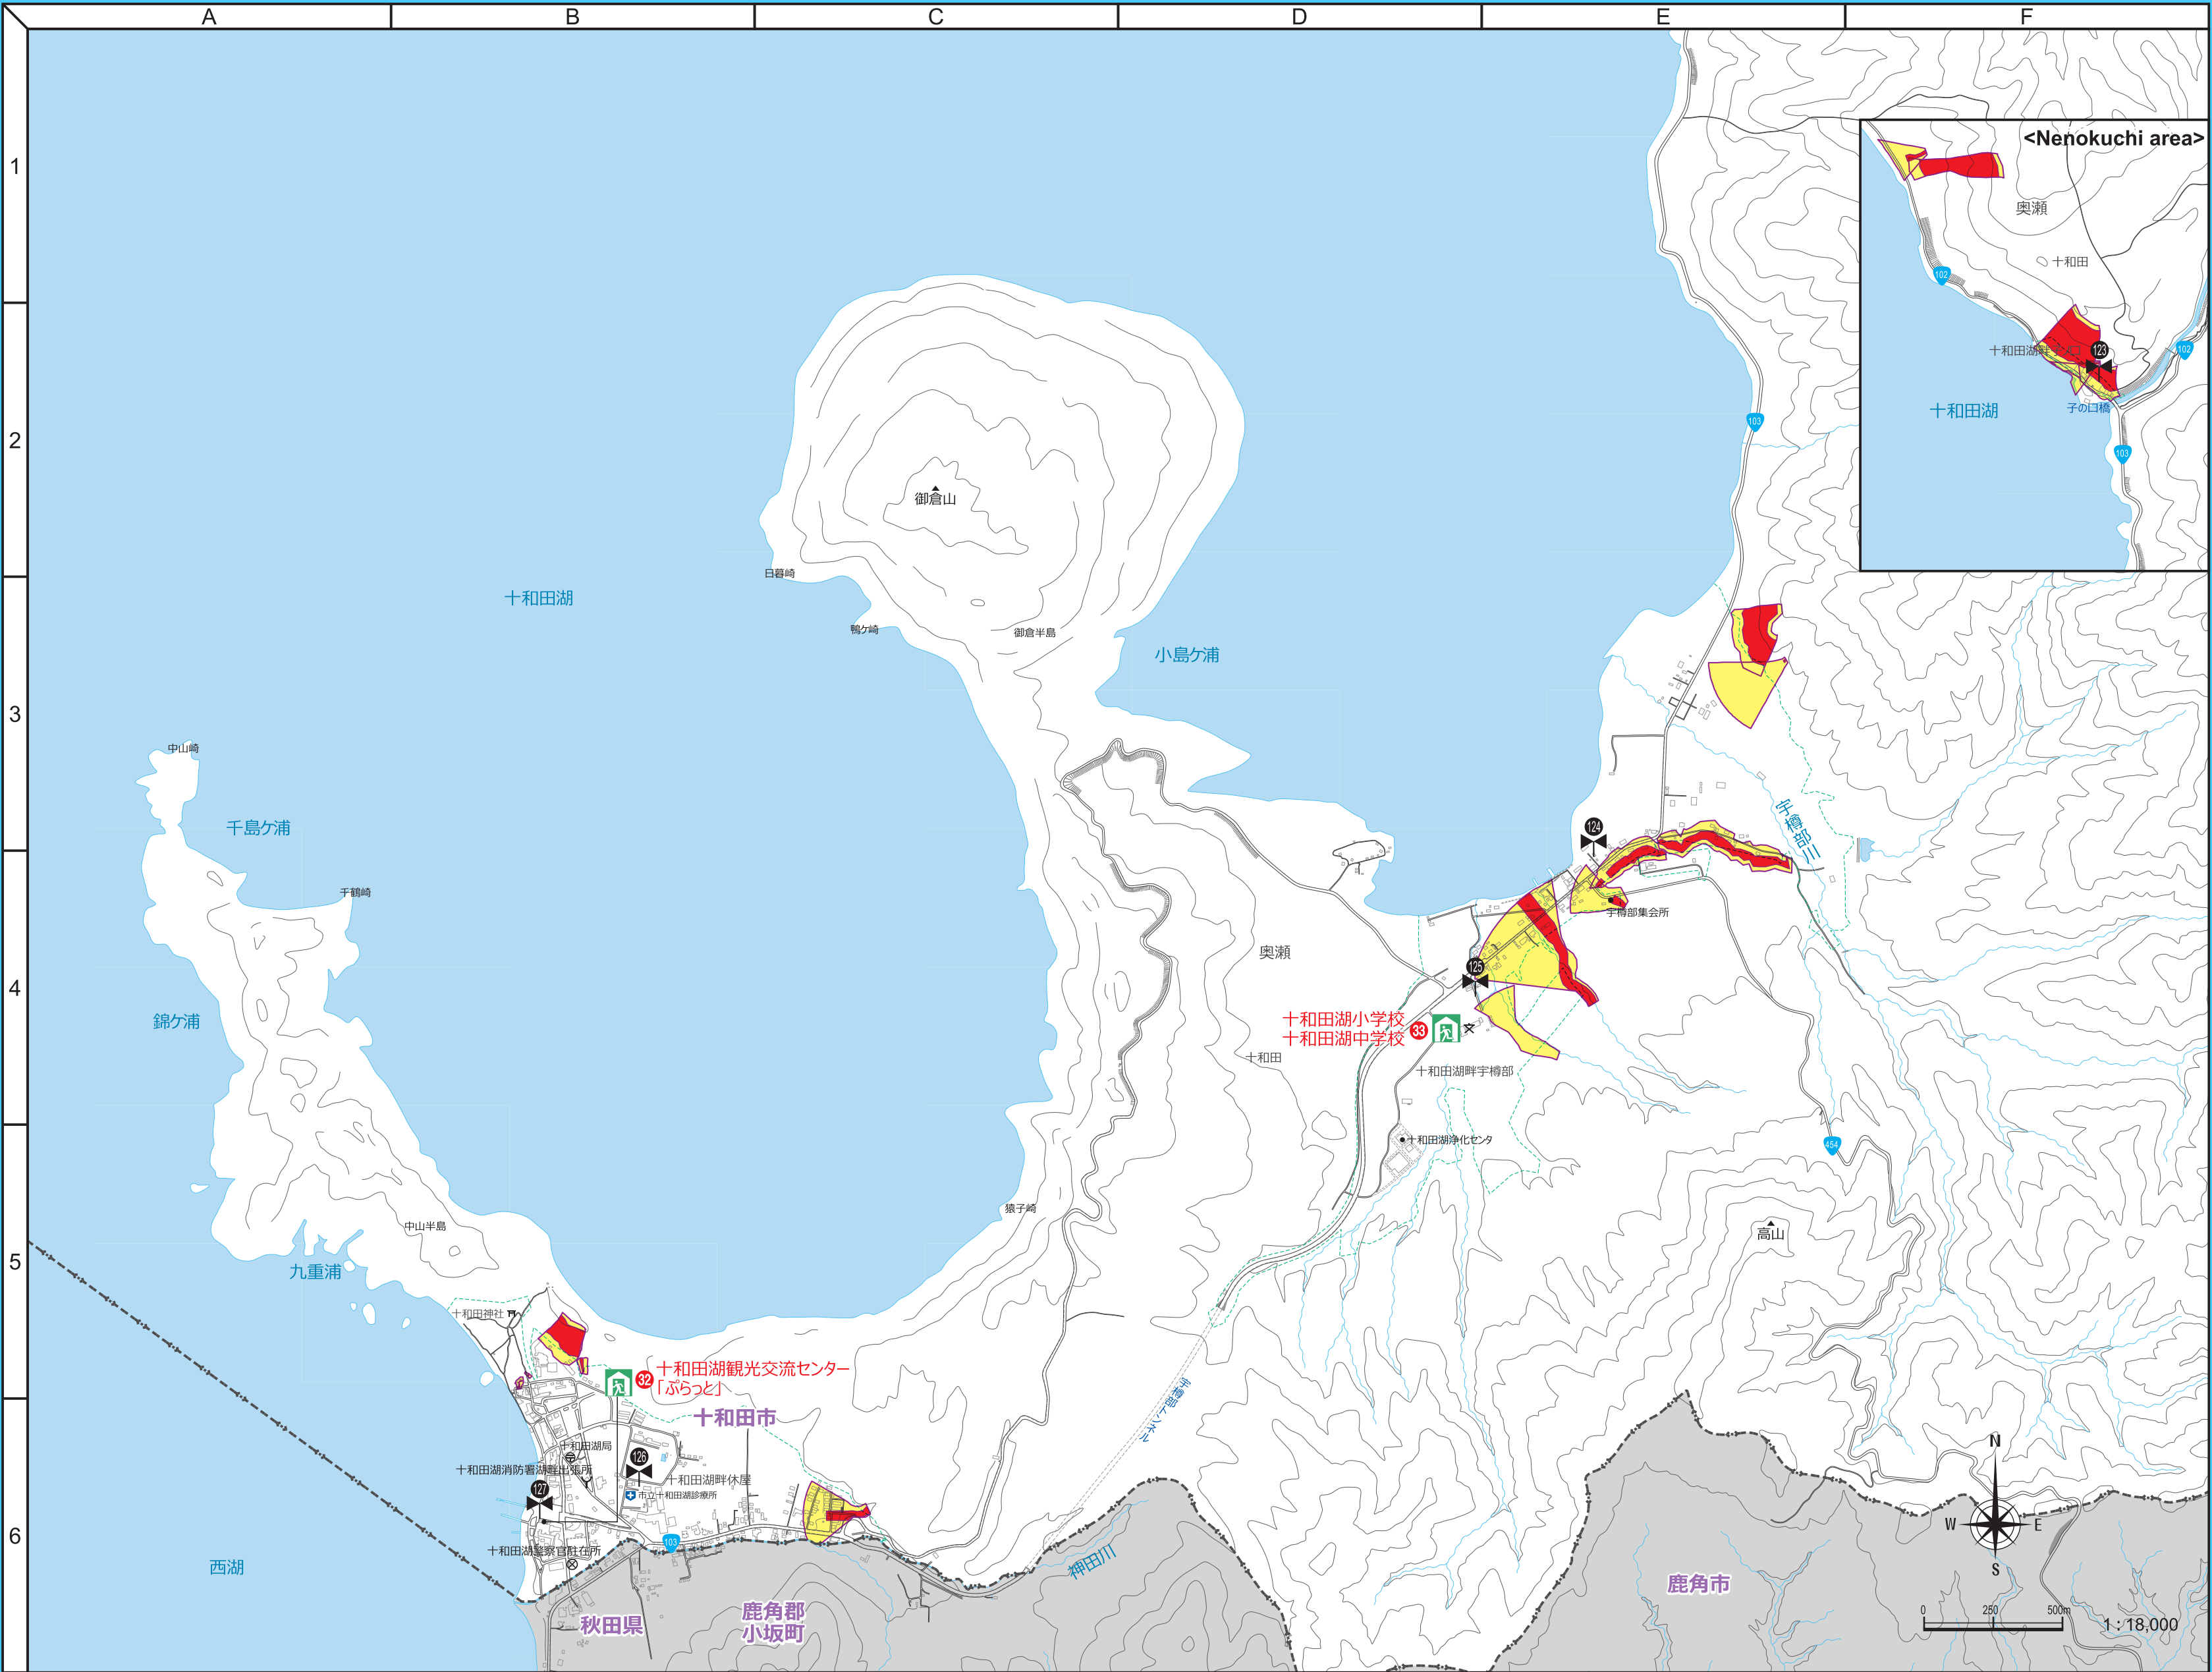 A
B
C
D
E
F
1
2
3
4
5
6
<Nenokuchi area>
奥瀬
十和田
102
123
102
十和田湖
子の口橋
103
103
御倉山
日暮崎
鴨ケ崎
御倉半島
十和田湖
小島ケ浦
中山崎
千島ケ浦
千鶴崎
錦ケ浦
宇樽部川
124
宇樽部集会所
奥瀬
125
十和田湖小学校
十和田湖中学校
33
文
十和田
十和田湖畔宇樽部
十和田湖浄化センタ
454
猿子崎
中山半島
高山
九重浦
十和田神社
32
十和田湖観光交流センター
「ぷらっと」
十和田市
宇樽部トンネル
十和田湖局
十和田湖消防署湖畔出張所
126
十和田湖畔休屋
127
市立十和田湖診療所
103
十和田湖警察官駐在所
西湖
神田川
秋田県
鹿角郡
小坂町
鹿角市
N
W
E
S
0
250
500m
1 : 18,000